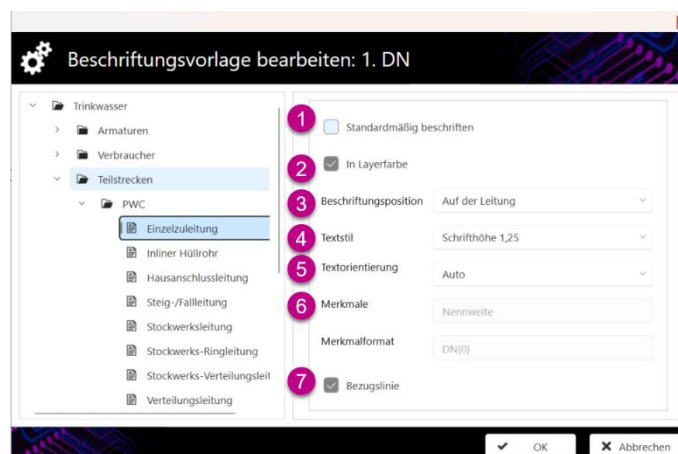 Beschriftungsvorlage bearbeiten: 1. DN
Trinkwasser
Armaturen
Verbraucher
Teilstrecken
PWC
Einzelzuleitung
Inliner Hüllrohr
Hausanschlussleitung
Steig-/Fallleitung
Stockwerksleitung
Stockwerks-Ringleitung
Stockwerks-Verteilungsleit
Verteilungsleitung
1 Standardmäßig beschriften
2 In Layerfarbe
3 Beschriftungsposition Auf der Leitung
4 Textstil Schrifthöhe 1,25
5 Textorientierung Auto
6 Merkmale Nennweite
Merkmalformat DN{0}
7 Bezugslinie
OK Abbrechen